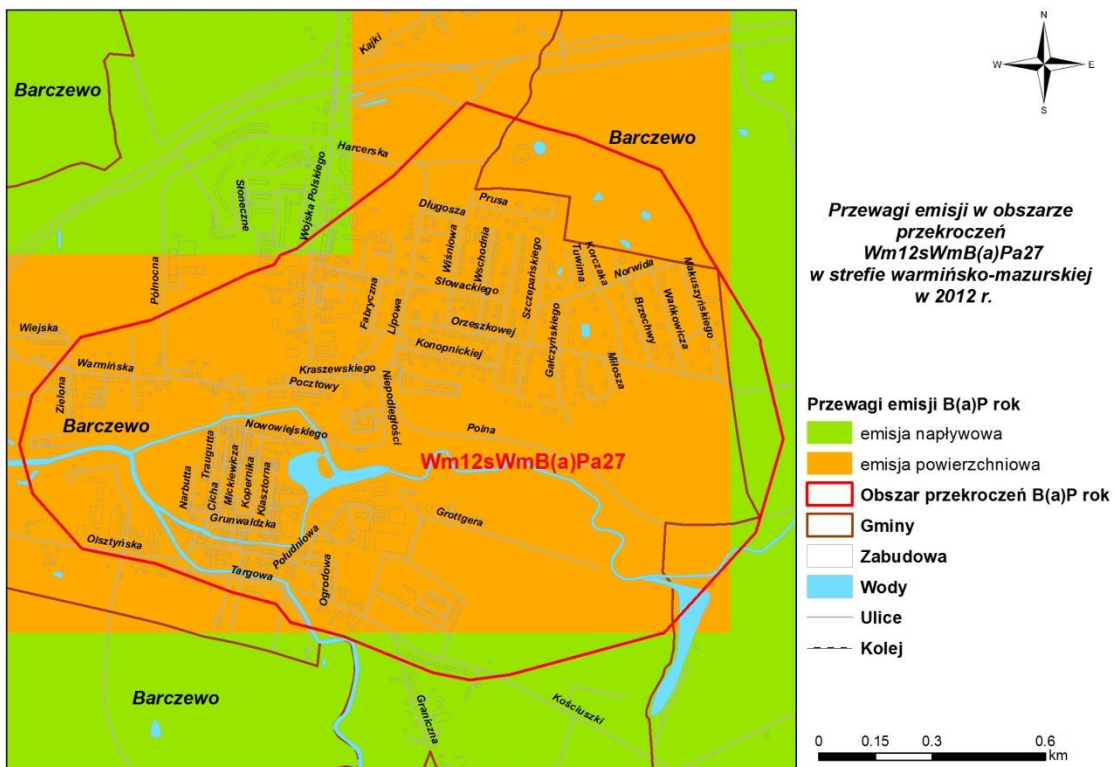 Barczewo
Kajki
Barczewo
Harcerska
Słoneczne
Wojska Polskiego
Długosza
Prusa
Wiśniowa
Wschodnia
Szczepańskiego
Tuwima
Korczaka
Norwida
Makuszyńskiego
Wańkowicza
Brzechwy
Północna
Słowackiego
Fabryczna
Lipowa
Orzeszkowej
Gałczyńskiego
Konopnickiej
Miłosza
Wiejska
Warmińska
Zielona
Kraszewskiego
Pocztowy
Niepodległości
Barczewo
Nowowiejskiego
Polna
Wm12sWmB(a)Pa27
Narbutta
Traugutta
Cicha
Mickiewicza
Kopernika
Klasztorna
Grunwaldzka
Grottgera
Olsztyńska
Południowa
Targowa
Ogrodowa
Barczewo
Graniczna
Kościuszki
N
W
E
S
Przewagi emisji w obszarze
przekroczeń
Wm12sWmB(a)Pa27
w strefie warmińsko-mazurskiej
w 2012 r.
Przewagi emisji B(a)P rok
emisja napływowa
emisja powierzchniowa
Obszar przekroczeń B(a)P rok
Gminy
Zabudowa
Wody
Ulice
Kolej
0 0.15 0.3 0.6
km